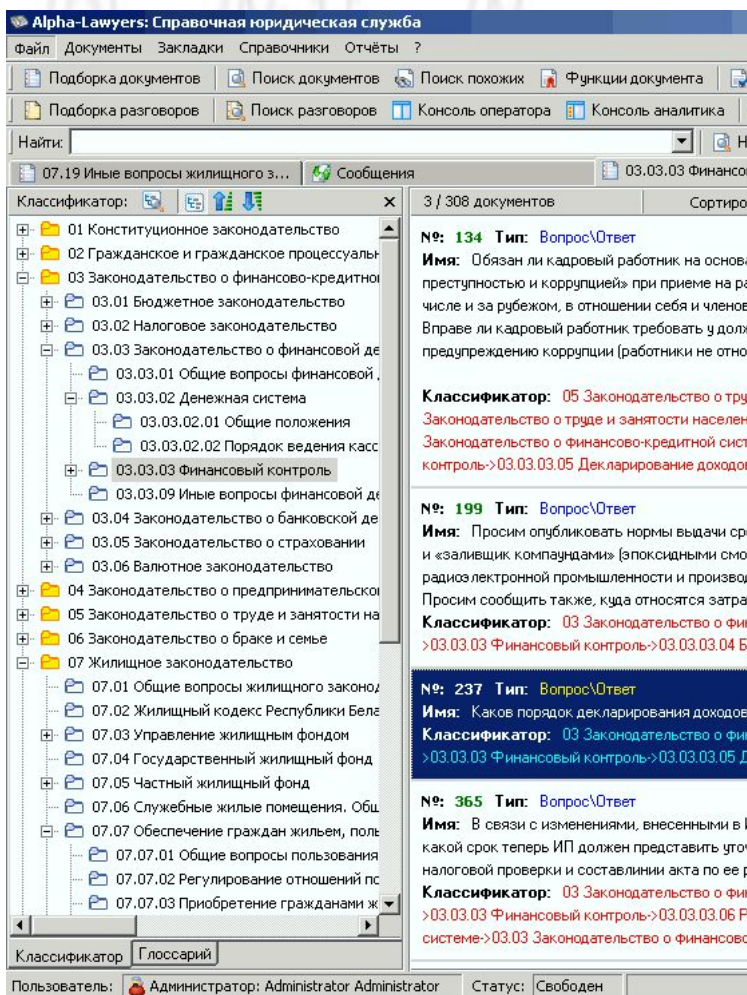 Alpha-Lawyers: Справочная юридическая служба
Файл Документы Закладки Справочники Отчёты ?
Подборка документов Поиск документов Поиск похожих Функции документа
Подборка разговоров Поиск разговоров Консоль оператора Консоль аналитика
Найти: Н
07.19 Иные вопросы жилищного з... Сообщения 03.03.03 Финансо
Классификатор:
01 Конституционное законодательство
02 Гражданское и гражданское процессуальн
03 Законодательство о финансово-кредитно
03.01 Бюджетное законодательство
03.02 Налоговое законодательство
03.03 Законодательство о финансовой де
03.03.01 Общие вопросы финансовой
03.03.02 Денежная система
03.03.02.01 Общие положения
03.03.02.02 Порядок ведения касс
03.03.03 Финансовый контроль
03.03.09 Иные вопросы финансовой де
03.04 Законодательство о банковской де
03.05 Законодательство о страховании
03.06 Валютное законодательство
04 Законодательство о предпринимательско
05 Законодательство о труде и занятости на
06 Законодательство о браке и семье
07 Жилищное законодательство
07.01 Общие вопросы жилищного законод
07.02 Жилищный кодекс Республики Бела
07.03 Управление жилищным фондом
07.04 Государственный жилищный фонд
07.05 Частный жилищный фонд
07.06 Служебные жилые помещения. Общ
07.07 Обеспечение граждан жильем, поль
07.07.01 Общие вопросы пользования
07.07.02 Регулирование отношений по
07.07.03 Приобретение гражданами ж
Классификатор Глоссарий
3 / 308 документов Сортиро
№: 134 Тип: Вопрос\Ответ
Имя: Обязан ли кадровый работник на основа
преступностью и коррупцией» при приеме на ра
числе и за рубежом, в отношении себя и членов
Вправе ли кадровый работник требовать у долж
предупреждению коррупции (работники не отно
Классификатор: 05 Законодательство о тру
Законодательство о труде и занятости населен
Законодательство о финансово-кредитной сист
контроль->03.03.03.05 Декларирование доходо
№: 199 Тип: Вопрос\Ответ
Имя: Просим опубликовать нормы выдачи сре
и «заливщик компаундами» (эпоксидными смо
радиоэлектронной промышленности и производ
Просим сообщить также, куда относятся затра
Классификатор: 03 Законодательство о фин
>03.03.03 Финансовый контроль->03.03.03.04 Б
№: 237 Тип: Вопрос\Ответ
Имя: Каков порядок декларирования доходов
Классификатор: 03 Законодательство о фин
>03.03.03 Финансовый контроль->03.03.03.05 Д
№: 365 Тип: Вопрос\Ответ
Имя: В связи с изменениями, внесенными в
какой срок теперь ИП должен представить уто
налоговой проверки и составлении акта по ее р
Классификатор: 03 Законодательство о фин
>03.03.03 Финансовый контроль->03.03.03.06 Р
системе->03.03 Законодательство о финансово
Пользователь: Администратор: Administrator Administrator Статус: Свободен